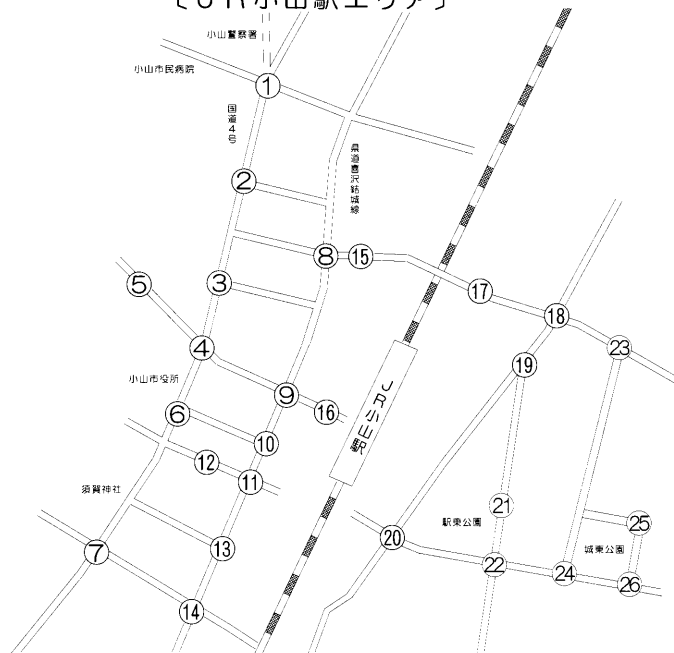 〔JR小山駅エリア〕
小山警察署
小山市民病院
①
国道4号
県道喜沢結城線
②
⑧
⑮
⑤
③
⑰
⑱
④
㉓
⑲
小山市役所
⑨
⑯
JR小山駅
⑥
⑩
⑫
⑪
須賀神社
㉑
駅東公園
㉕
⑦
⑬
⑳
城東公園
㉒
㉔
㉖
⑭